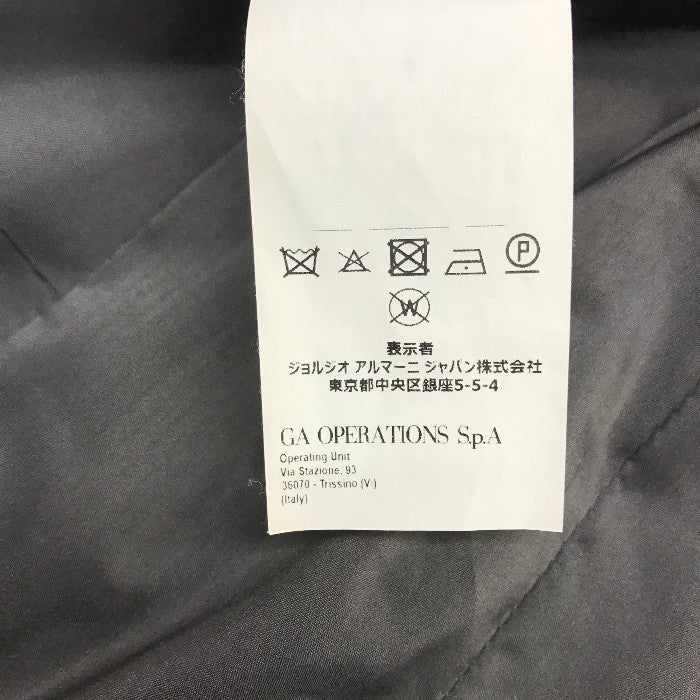 P
W
表示者
ジョルジオ アルマーニ ジャパン株式会社
東京都中央区銀座5-5-4
GA OPERATIONS S.p.A
Operating Unit
Via Stazione, 93
36070 - Trissino (V.)
(Italy)